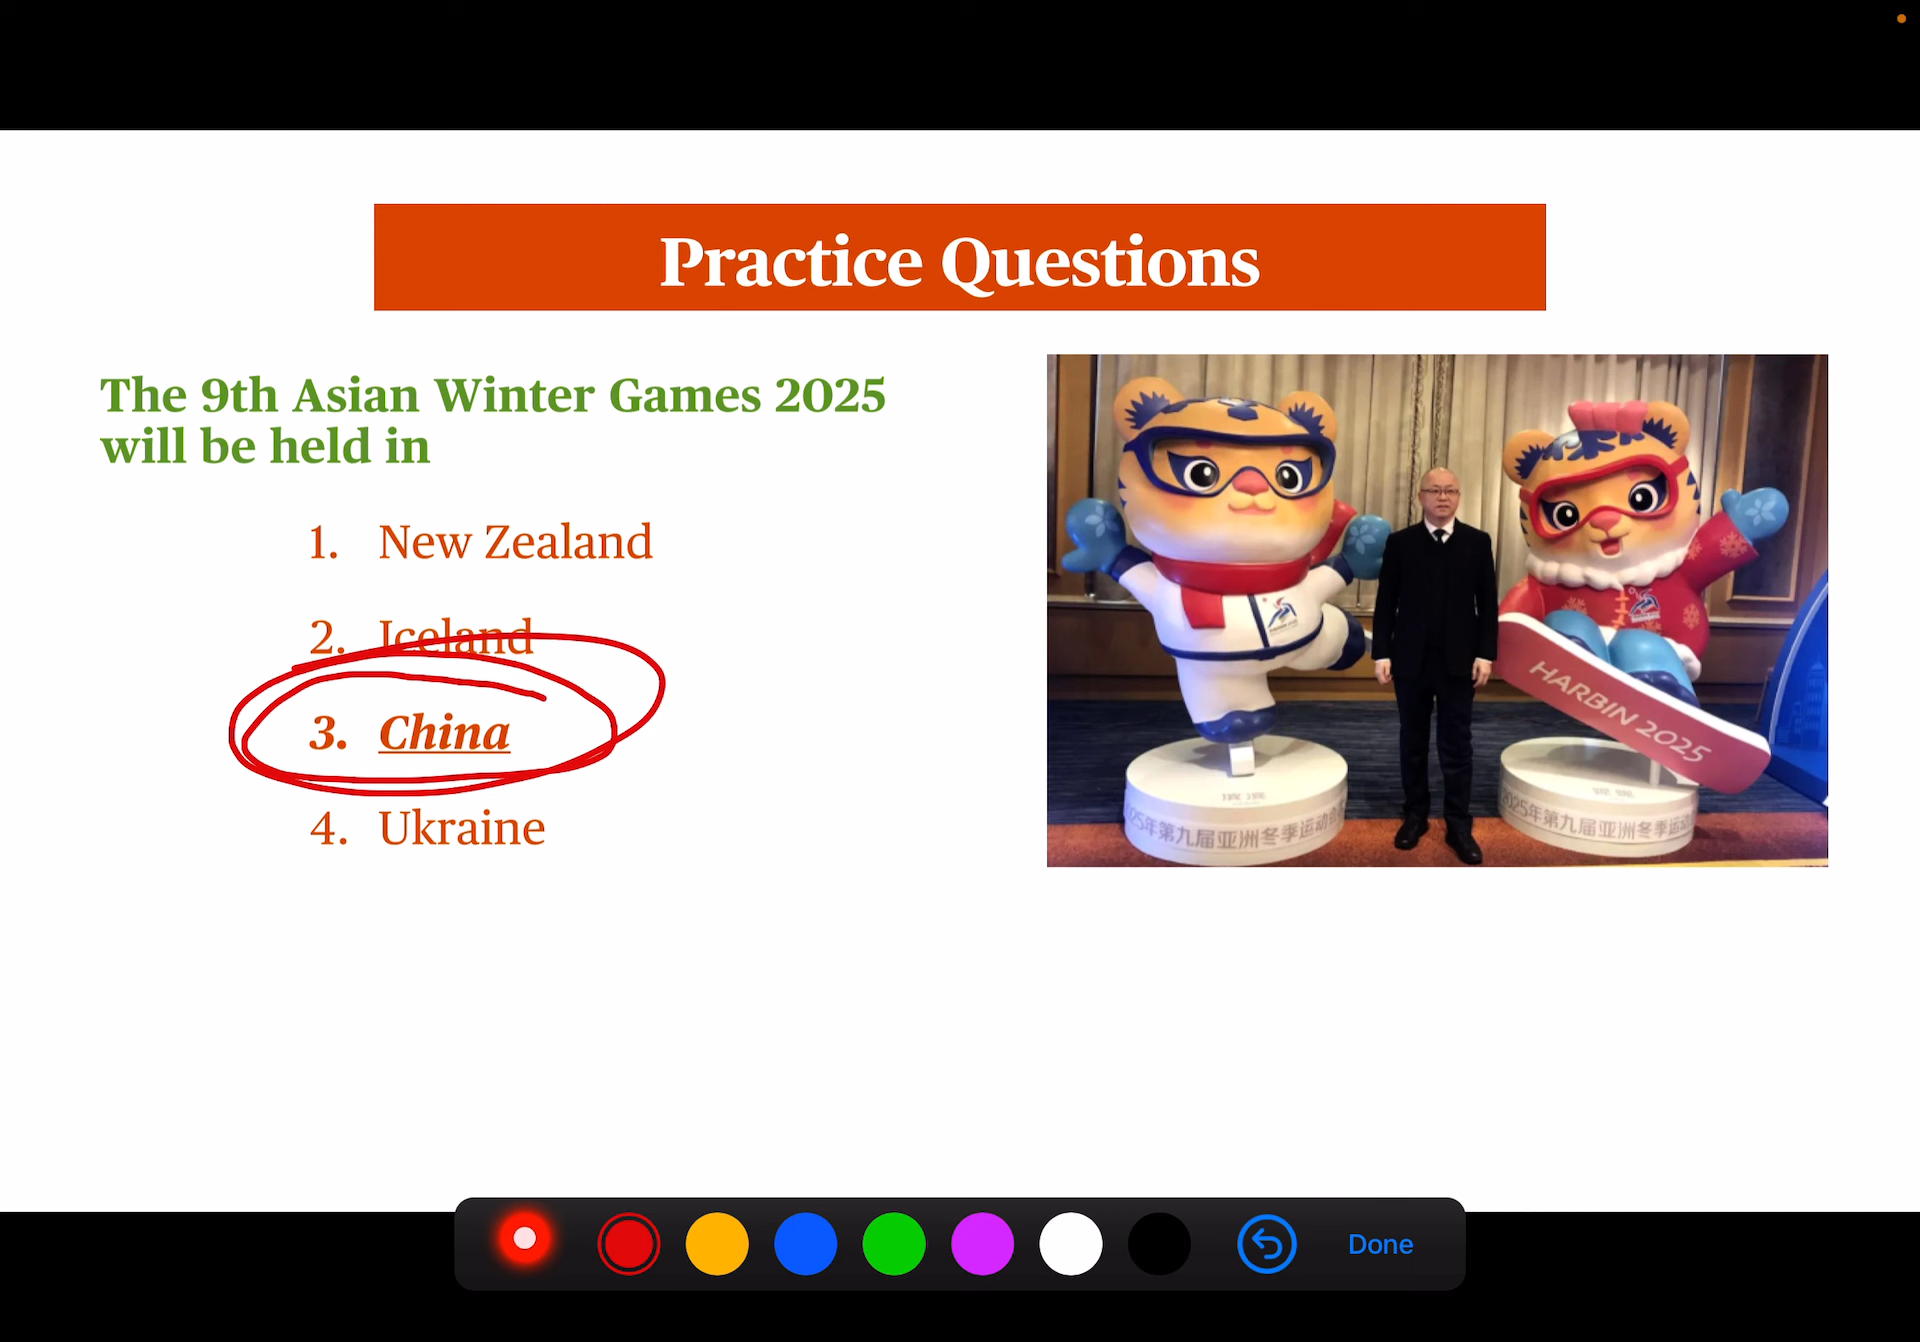 Practice Questions
The 9th Asian Winter Games 2025
will be held in
1. New Zealand
2. Iceland
3. China
4. Ukraine
HARBIN 2025
25年第九届亚洲冬季运动会
2025年第九届亚洲冬季运动
Done